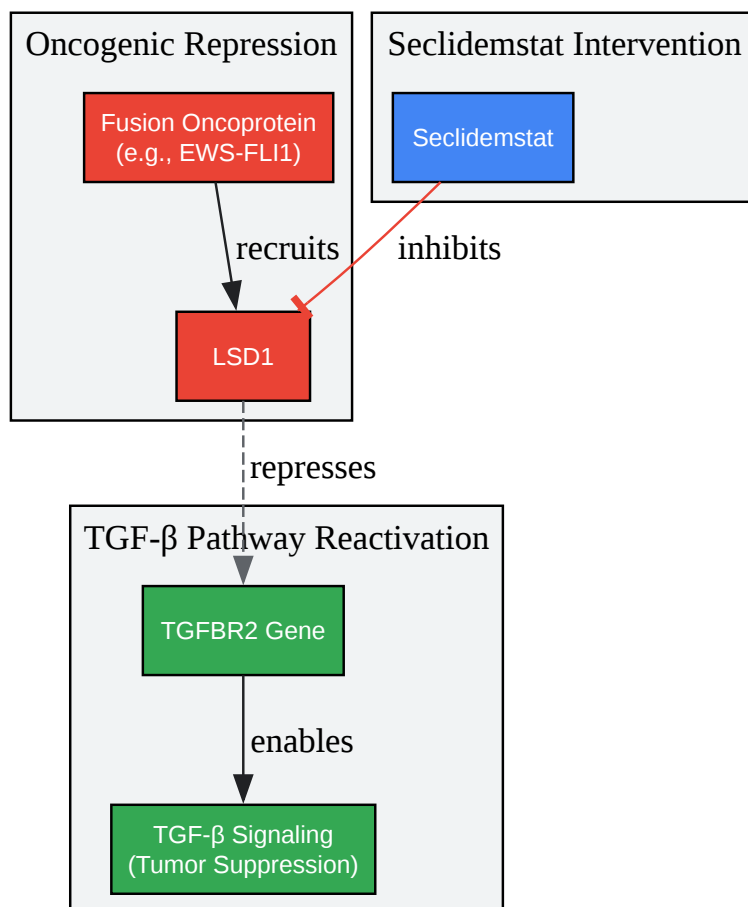 Oncogenic Repression
Seclidemstat Intervention
Fusion Oncoprotein
(e.g., EWS-FLI1)
Seclidemstat
recruits
inhibits
LSD1
represses
TGF-β Pathway Reactivation
TGFBR2 Gene
enables
TGF-β Signaling
(Tumor Suppression)